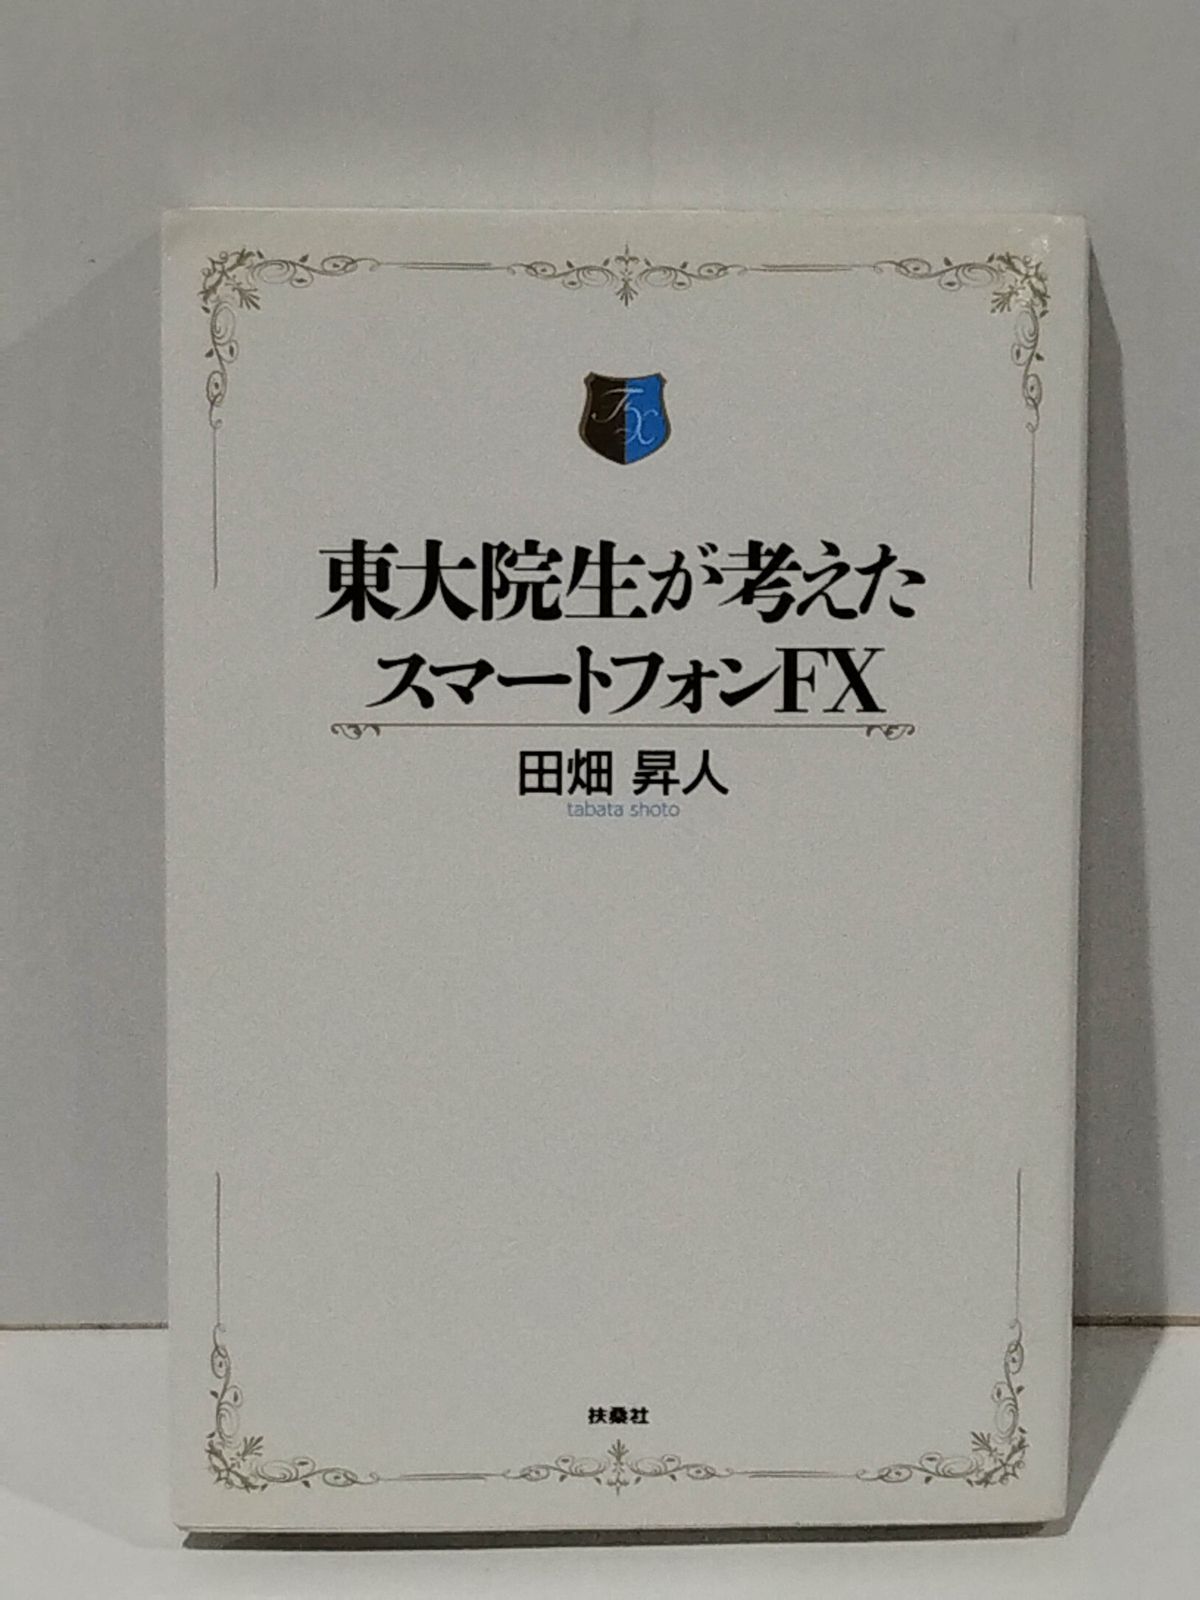 FX
東大院生が考えた
スマートフォンFX
田畑 昇人
tabata shoto
扶桑社